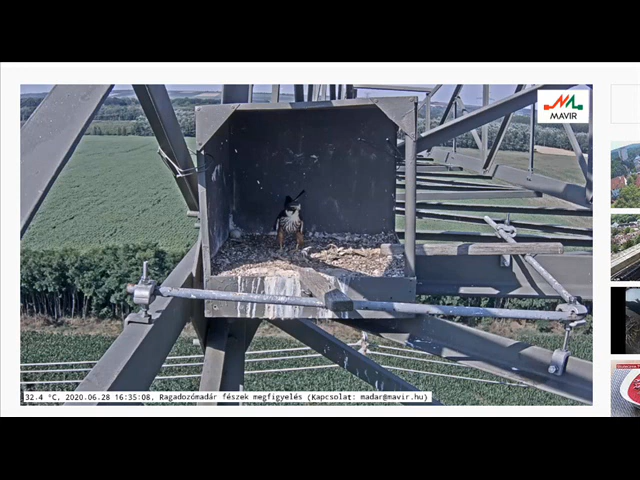 MAVIR
32.4 °C, 2020.06.28 16:35:08, Ragadozómadár fészek megfigyelés (Kapcsolat: madar@mavir.hu)